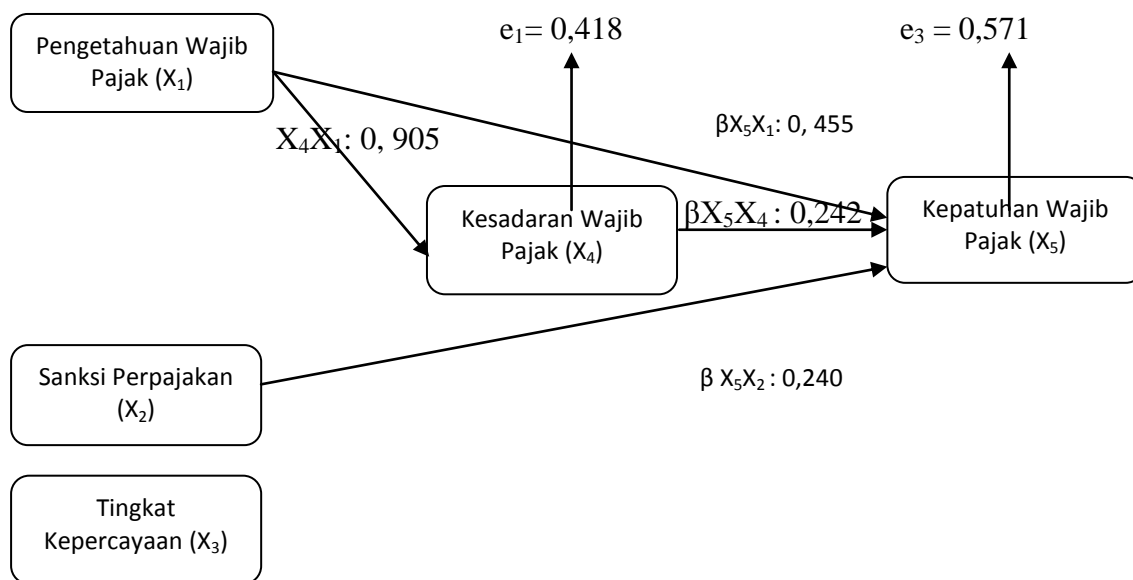 e₁= 0,418
e₃ = 0,571
Pengetahuan Wajib
Pajak (X₁)
βX₅X₁: 0, 455
X₄X₁: 0, 905
Kesadaran Wajib
Pajak (X₄)
βX₅X₄ : 0,242
Kepatuhan Wajib
Pajak (X₅)
Sanksi Perpajakan
(X₂)
β X₅X₂ : 0,240
Tingkat
Kepercayaan (X₃)